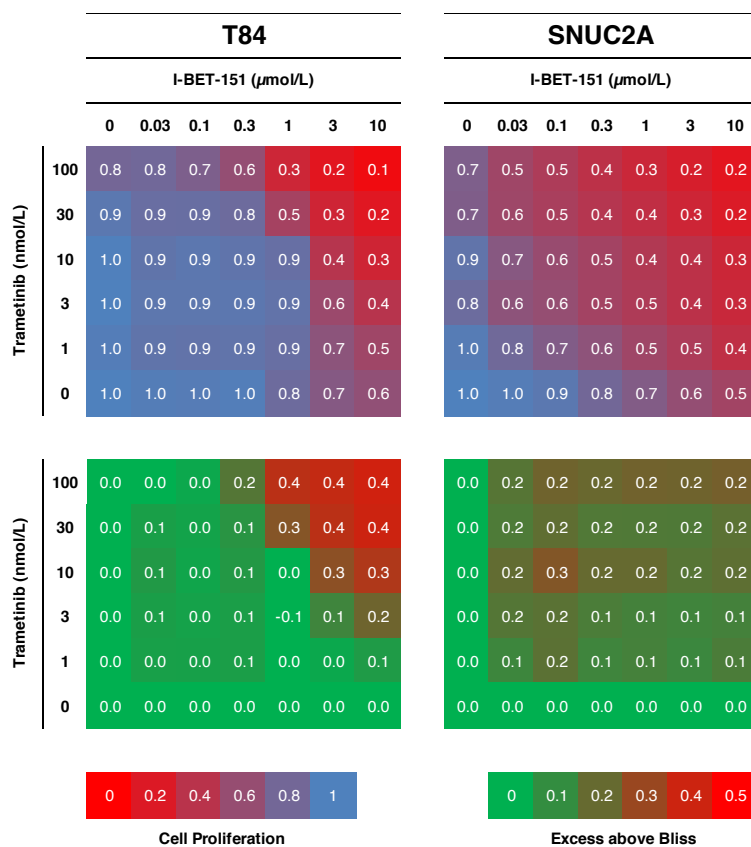 T84 SNUC2A
I-BET-151 (µmol/L) I-BET-151 (µmol/L)
0 0.03 0.1 0.3 1 3 10 0 0.03 0.1 0.3 1 3 10
Trametinib (nmol/L)
100 0.8 0.8 0.7 0.6 0.3 0.2 0.1 0.7 0.5 0.5 0.4 0.3 0.2 0.2
30 0.9 0.9 0.9 0.8 0.5 0.3 0.2 0.7 0.6 0.5 0.4 0.4 0.3 0.2
10 1.0 0.9 0.9 0.9 0.9 0.4 0.3 0.9 0.7 0.6 0.5 0.4 0.4 0.3
3 1.0 0.9 0.9 0.9 0.9 0.6 0.4 0.8 0.6 0.6 0.5 0.5 0.4 0.3
1 1.0 0.9 0.9 0.9 0.9 0.7 0.5 1.0 0.8 0.7 0.6 0.5 0.5 0.4
0 1.0 1.0 1.0 1.0 0.8 0.7 0.6 1.0 1.0 0.9 0.8 0.7 0.6 0.5
Trametinib (nmol/L)
100 0.0 0.0 0.0 0.2 0.4 0.4 0.4 0.0 0.2 0.2 0.2 0.2 0.2 0.2
30 0.0 0.1 0.0 0.1 0.3 0.4 0.4 0.0 0.2 0.2 0.2 0.2 0.2 0.2
10 0.0 0.1 0.0 0.1 0.0 0.3 0.3 0.0 0.2 0.3 0.2 0.2 0.2 0.2
3 0.0 0.1 0.0 0.1 -0.1 0.1 0.2 0.0 0.2 0.2 0.1 0.1 0.1 0.1
1 0.0 0.0 0.0 0.1 0.0 0.0 0.1 0.0 0.1 0.2 0.1 0.1 0.1 0.1
0 0.0 0.0 0.0 0.0 0.0 0.0 0.0 0.0 0.0 0.0 0.0 0.0 0.0 0.0
0 0.2 0.4 0.6 0.8 1 0 0.1 0.2 0.3 0.4 0.5
Cell Proliferation Excess above Bliss